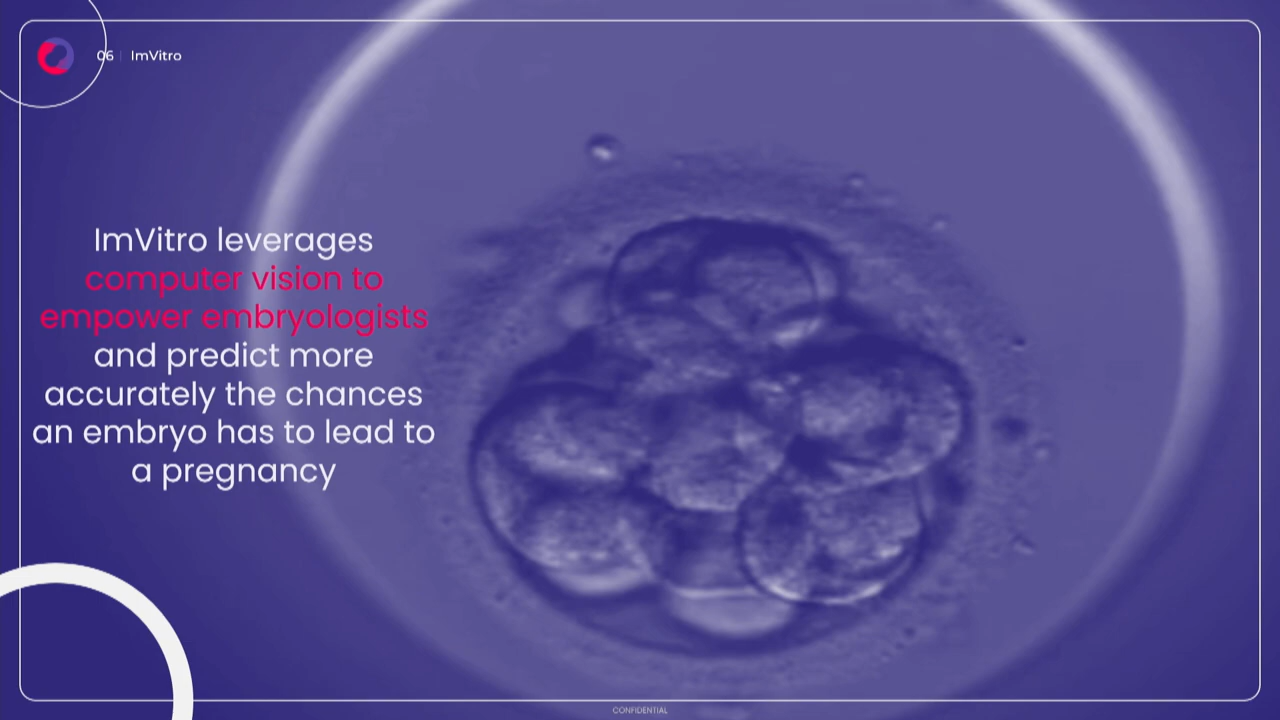 06 | ImVitro
ImVitro leverages
computer vision to
empower embryologists
and predict more
accurately the chances
an embryo has to lead to
a pregnancy
CONFIDENTIAL